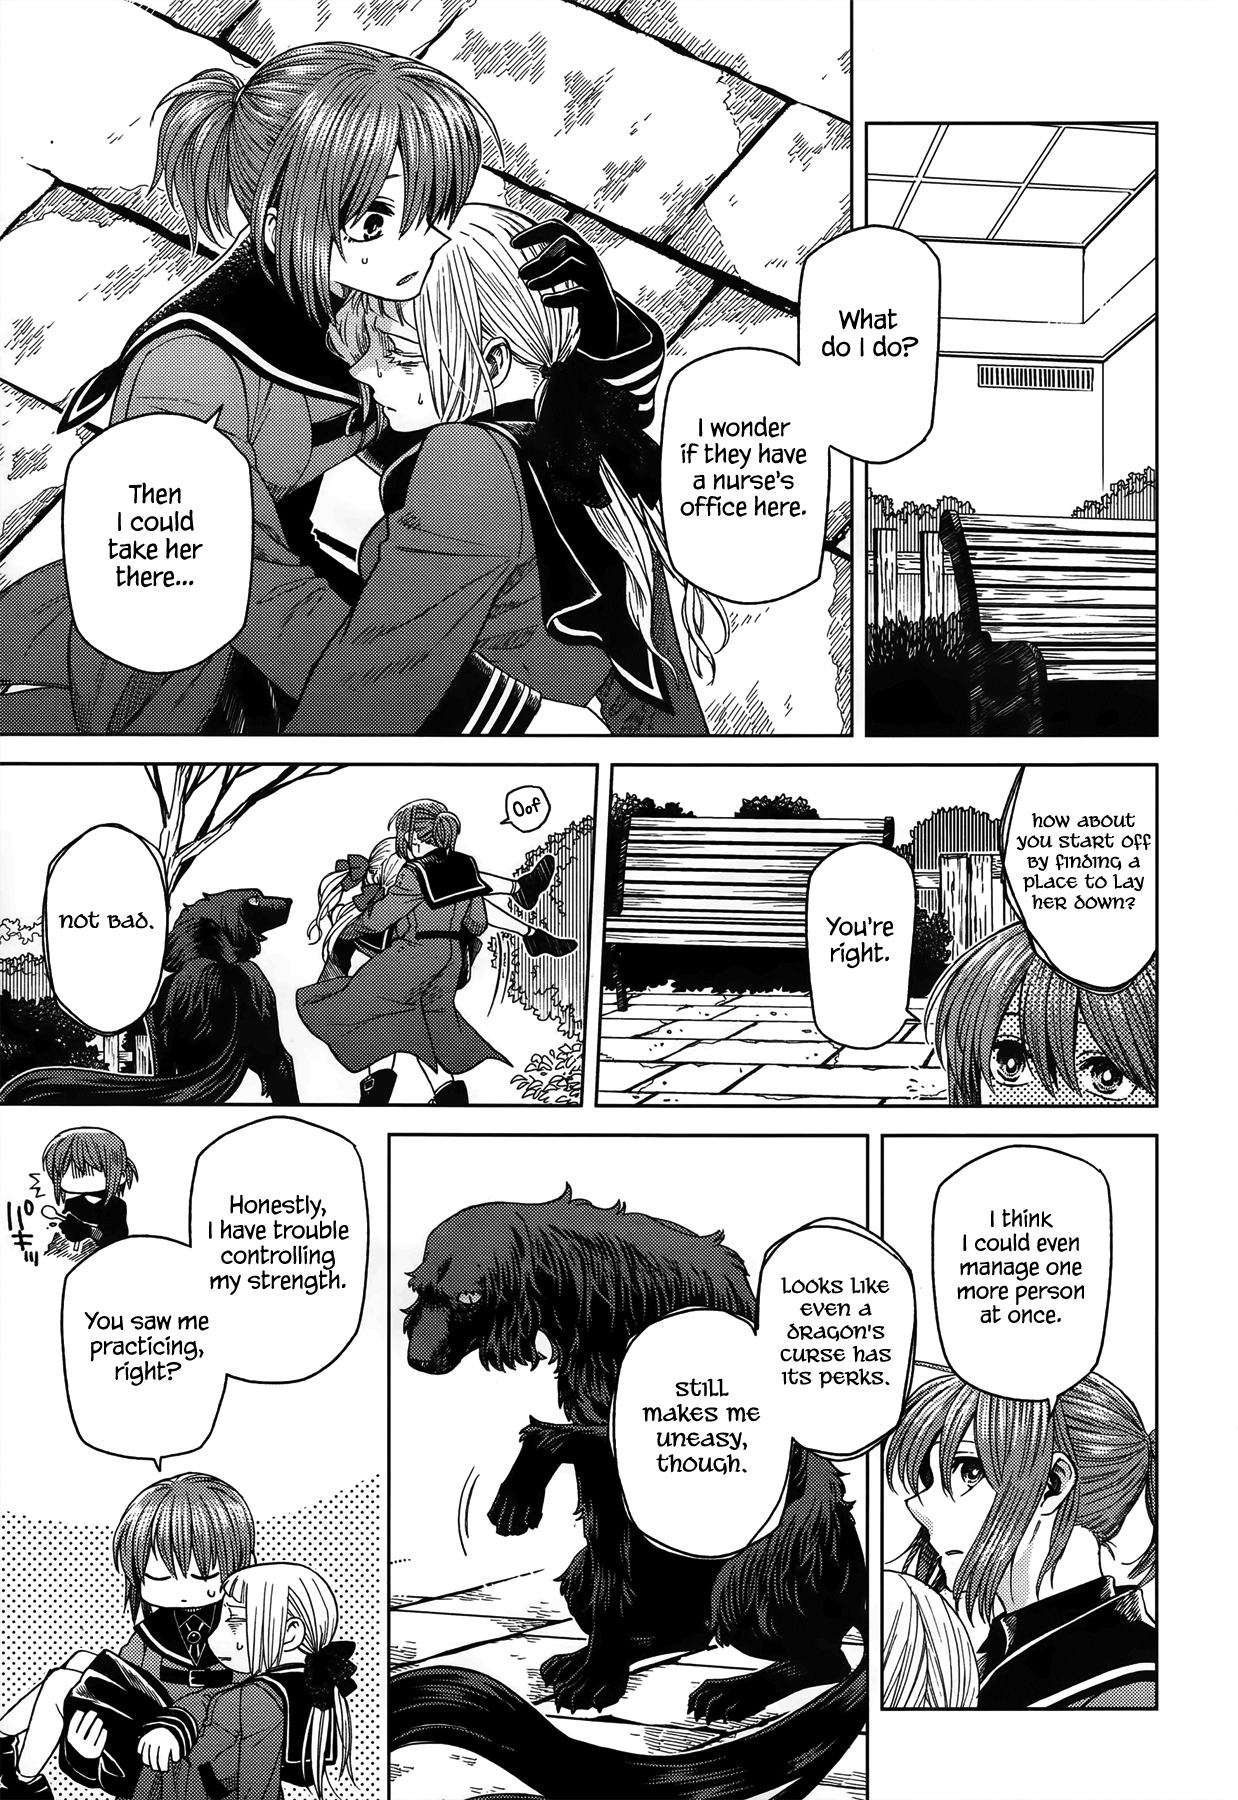 What
do I do?
I wonder
if they have
a nurse's
office here.
Then
I could
take her
there...
how about
you start off
by finding a
place to lay
her down?
You're
right.
Oof
not bad.
I think
I could even
manage one
more person
at once.
Looks like
even a
dragon's
curse has
its perks.
still
makes me
uneasy,
though.
Honestly,
I have trouble
controlling
my strength.
You saw me
practicing,
right?
バキ